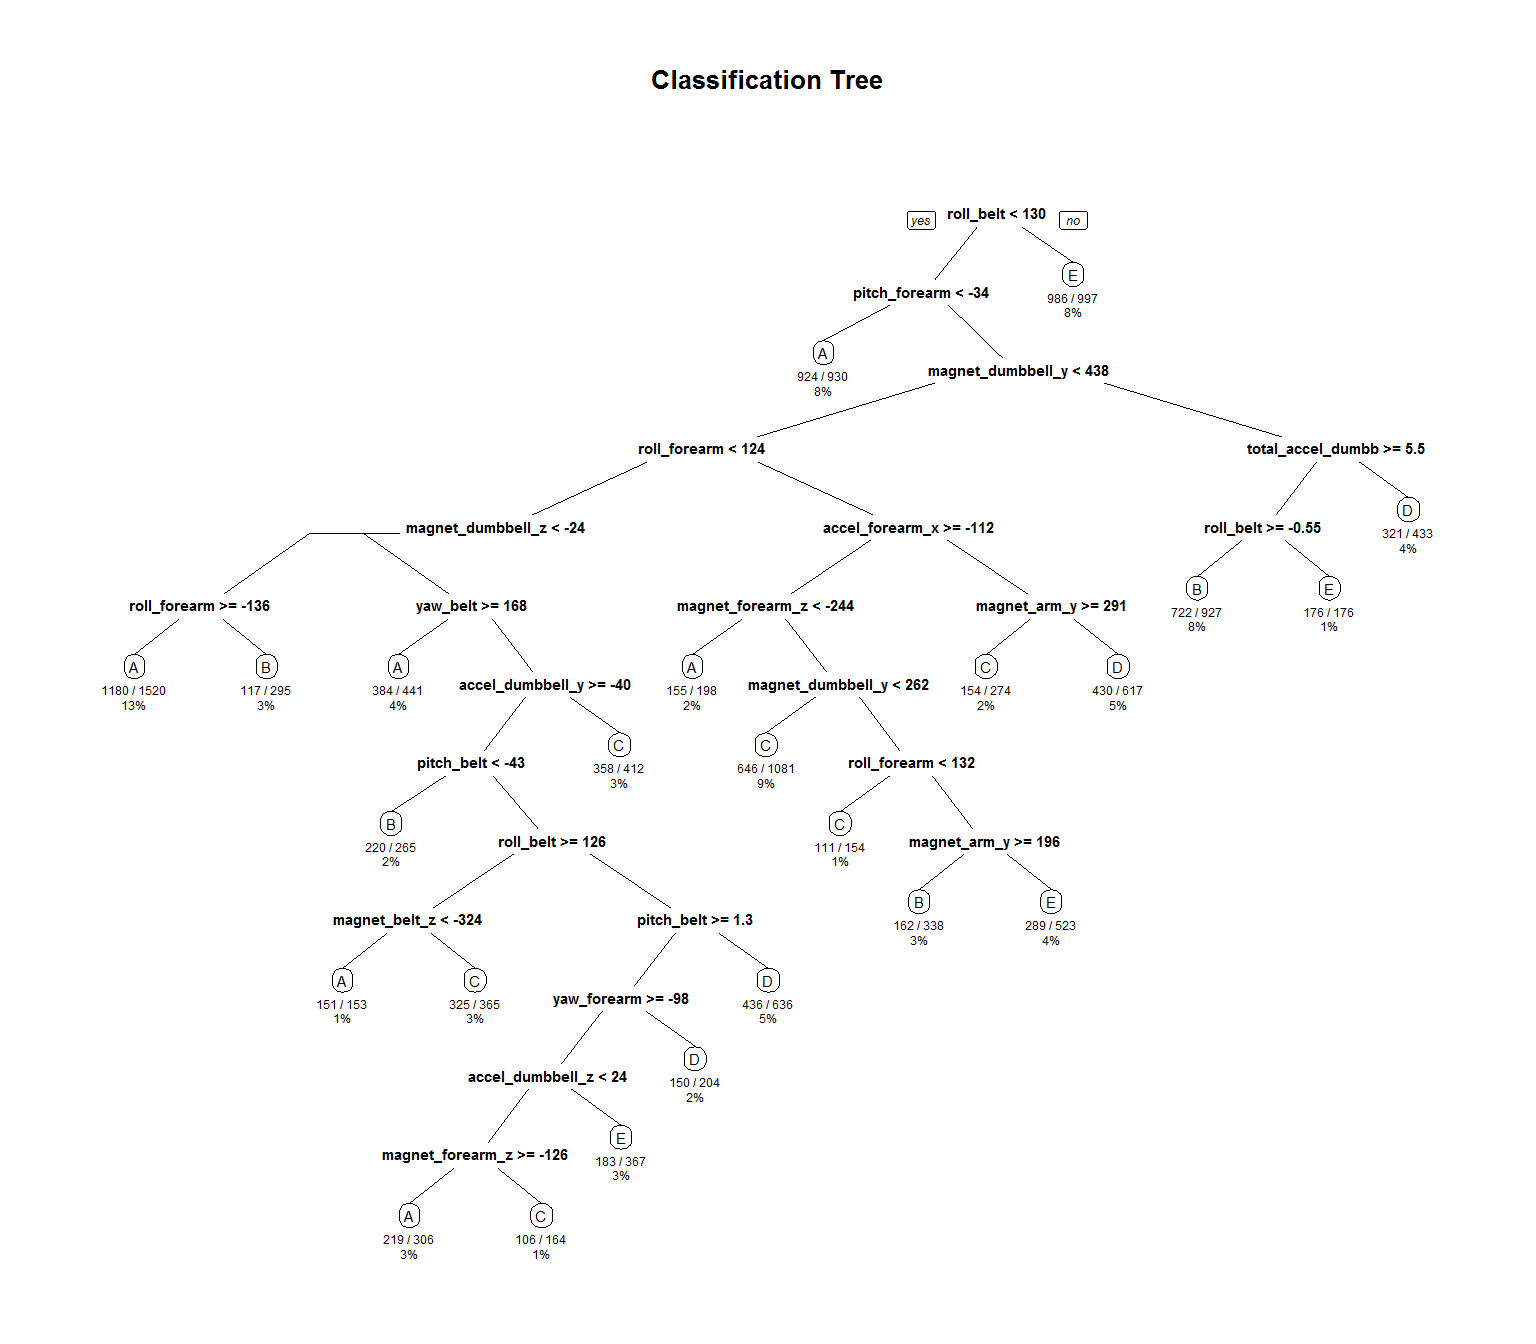 Classification Tree
yes
roll_belt < 130
no
E
986 / 997
8%
pitch_forearm < -34
A
924 / 930
8%
magnet_dumbbell_y < 438
roll_forearm < 124
total_accel_dumbb >= 5.5
D
321 / 433
4%
magnet_dumbbell_z < -24
accel_forearm_x >= -112
roll_belt >= -0.55
B
722 / 927
8%
E
176 / 176
1%
roll_forearm >= -136
yaw_belt >= 168
magnet_forearm_z < -244
magnet_arm_y >= 291
A
1180 / 1520
13%
B
117 / 295
3%
A
384 / 441
4%
A
155 / 198
2%
C
154 / 274
2%
D
430 / 617
5%
accel_dumbbell_y >= -40
magnet_dumbbell_y < 262
C
358 / 412
3%
C
646 / 1081
9%
pitch_belt < -43
roll_forearm < 132
B
220 / 265
2%
C
111 / 154
1%
roll_belt >= 126
magnet_arm_y >= 196
B
162 / 338
3%
E
289 / 523
4%
magnet_belt_z < -324
pitch_belt >= 1.3
A
151 / 153
1%
C
325 / 365
3%
D
436 / 636
5%
yaw_forearm >= -98
D
150 / 204
2%
accel_dumbbell_z < 24
E
183 / 367
3%
magnet_forearm_z >= -126
A
219 / 306
3%
C
106 / 164
1%